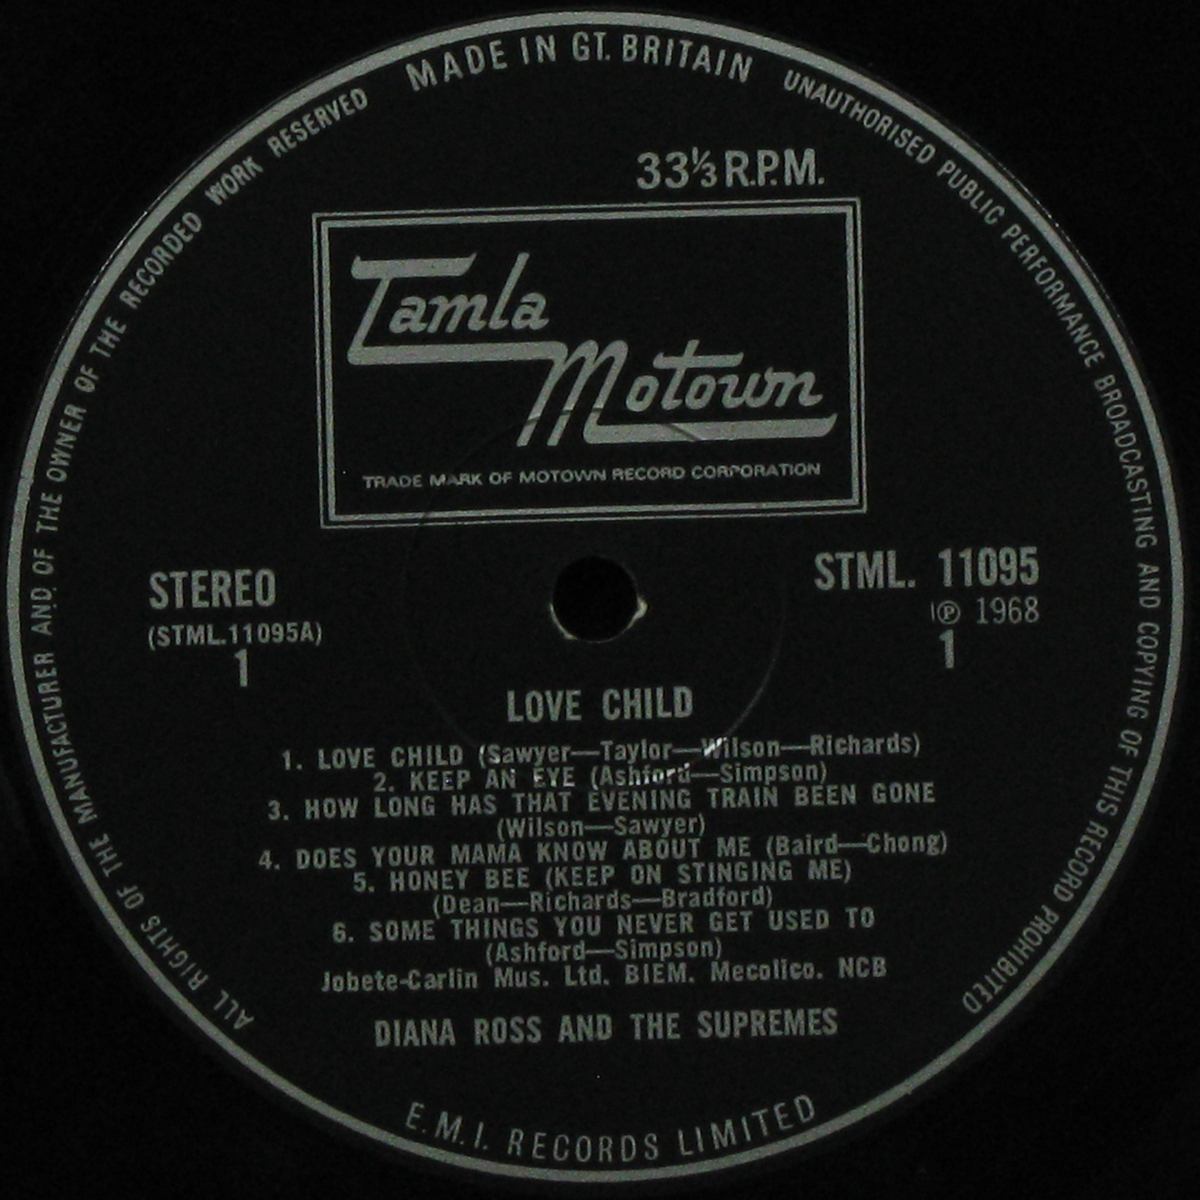 MADE IN GT. BRITAIN
UNAUTHORISED PUBLIC PERFORMANCE BROADCASTING AND COPYING OF THIS RECORD PROHIBITED
ALL RIGHTS OF THE MANUFACTURER AND OF THE OWNER OF THE RECORDED WORK RESERVED
33⅓ R.P.M.
Tamla
Motown
TRADE MARK OF MOTOWN RECORD CORPORATION
STEREO
(STML.11095A)
1
STML. 11095
℗ 1968
1
LOVE CHILD
1. LOVE CHILD (Sawyer—Taylor—Wilson—Richards)
2. KEEP AN EYE (Ashford—Simpson)
3. HOW LONG HAS THAT EVENING TRAIN BEEN GONE
(Wilson—Sawyer)
4. DOES YOUR MAMA KNOW ABOUT ME (Baird—Chong)
5. HONEY BEE (KEEP ON STINGING ME)
(Dean—Richards—Bradford)
6. SOME THINGS YOU NEVER GET USED TO
(Ashford—Simpson)
Jobete-Carlin Mus. Ltd. BIEM. Mecolico. NCB
DIANA ROSS AND THE SUPREMES
E.M.I. RECORDS LIMITED